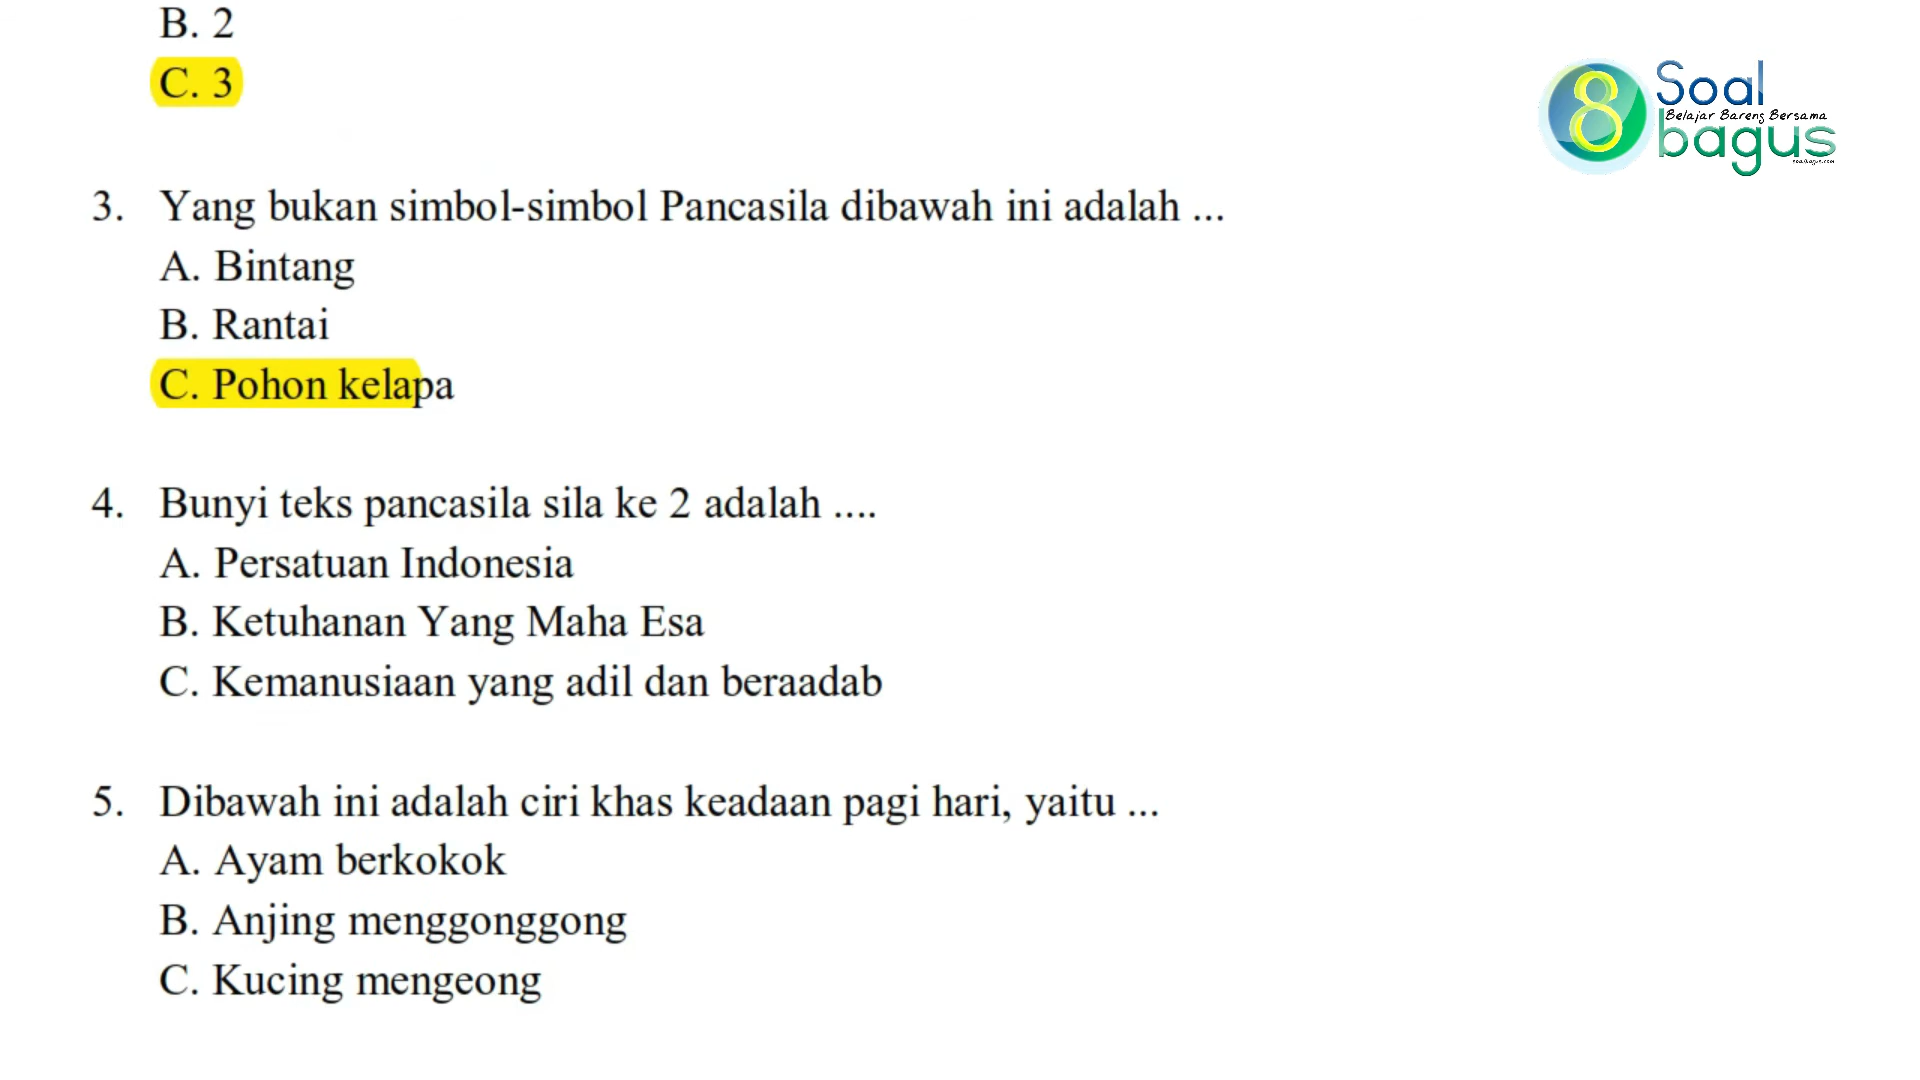 B. 2
C. 3
8 Soal
Belajar Bareng Bersama
bagus
3. Yang bukan simbol-simbol Pancasila dibawah ini adalah ...
A. Bintang
B. Rantai
C. Pohon kelapa
4. Bunyi teks pancasila sila ke 2 adalah ....
A. Persatuan Indonesia
B. Ketuhanan Yang Maha Esa
C. Kemanusiaan yang adil dan beraadab
5. Dibawah ini adalah ciri khas keadaan pagi hari, yaitu ...
A. Ayam berkokok
B. Anjing menggonggong
C. Kucing mengeong